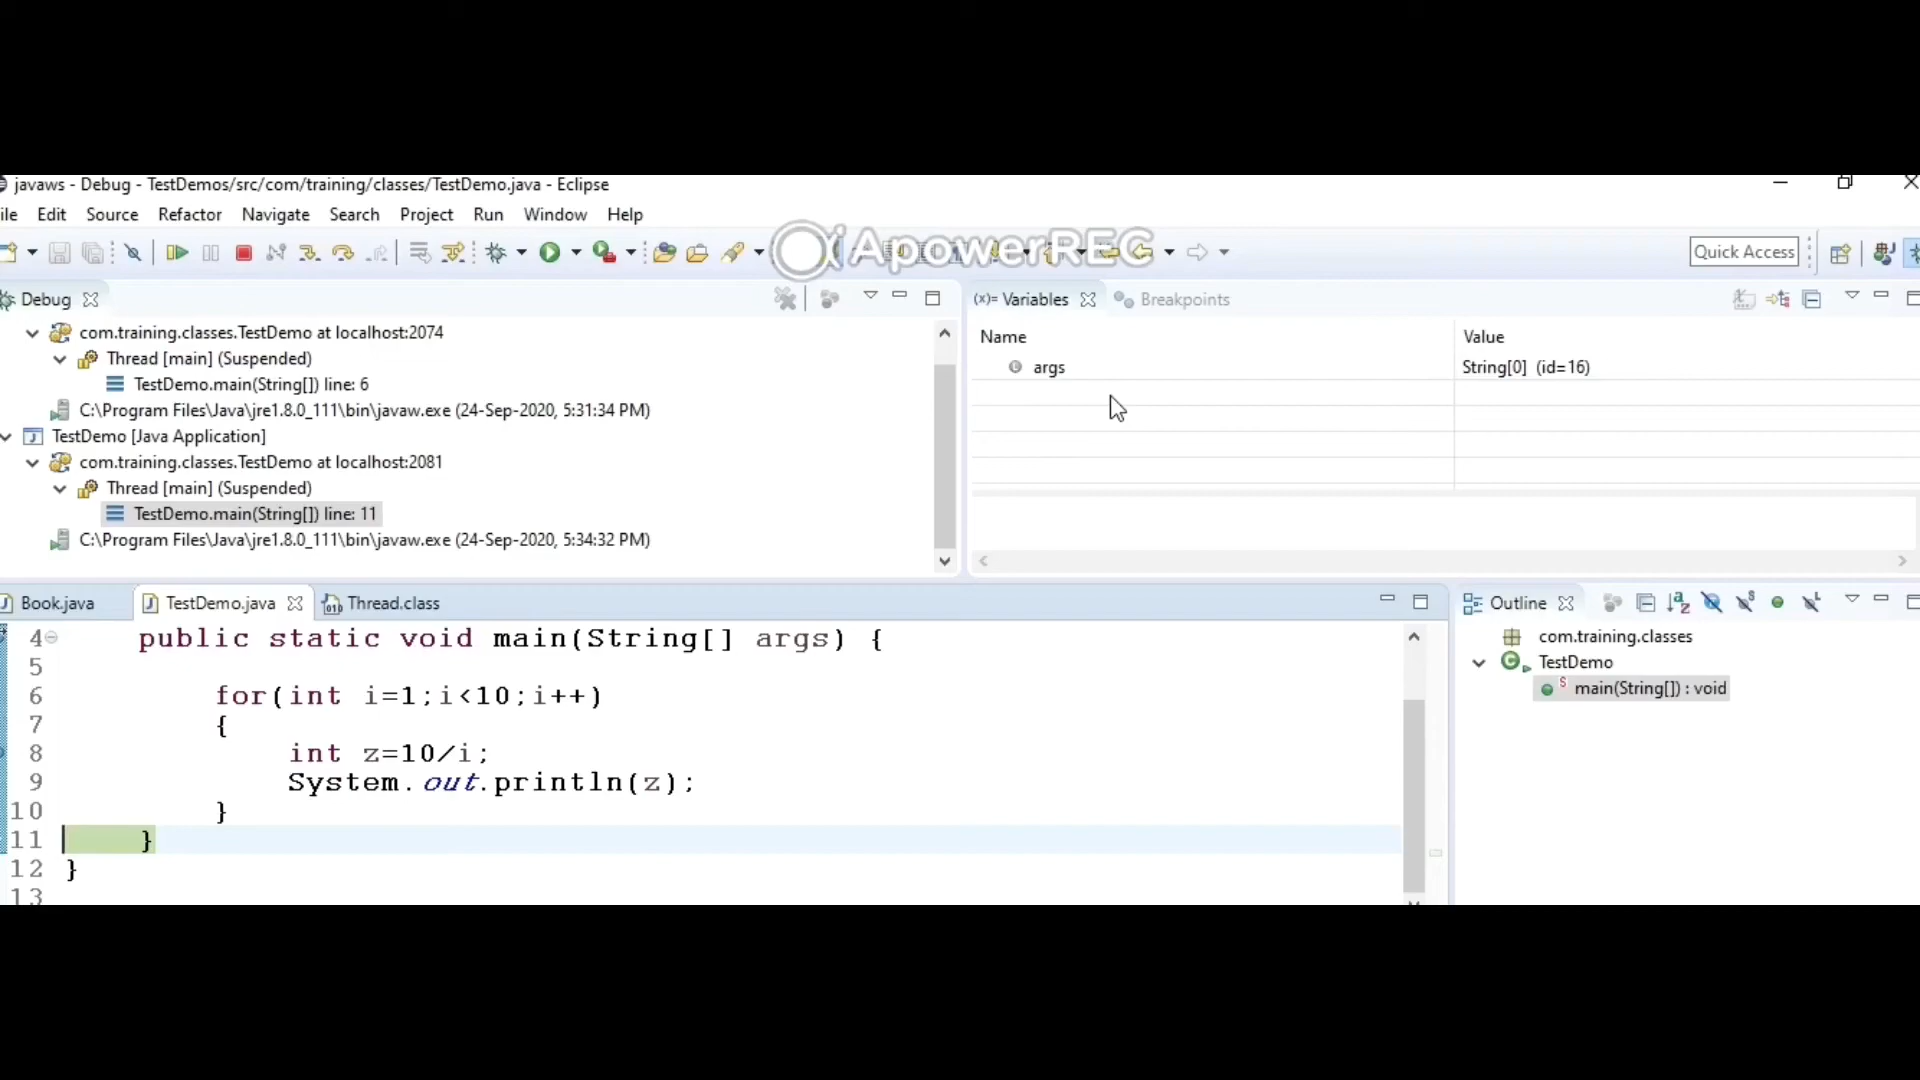 javaws - Debug - TestDemos/src/com/training/classes/TestDemo.java - Eclipse
ile Edit Source Refactor Navigate Search Project Run Window Help
ApowerREC
Quick Access
Debug
(x)= Variables Breakpoints
com.training.classes.TestDemo at localhost:2074
Thread [main] (Suspended)
TestDemo.main(String[]) line: 6
C:\Program Files\Java\jre1.8.0_111\bin\javaw.exe (24-Sep-2020, 5:31:34 PM)
TestDemo [Java Application]
com.training.classes.TestDemo at localhost:2081
Thread [main] (Suspended)
TestDemo.main(String[]) line: 11
C:\Program Files\Java\jre1.8.0_111\bin\javaw.exe (24-Sep-2020, 5:34:32 PM)
Name Value
args String[0] (id=16)
Book.java TestDemo.java Thread.class
4 public static void main(String[] args) {
5
6 for(int i=1;i<10;i++)
7 {
8 int z=10/i;
9 System.out.println(z);
10 }
11 }
12 }
13
Outline
com.training.classes
TestDemo
main(String[]) : void